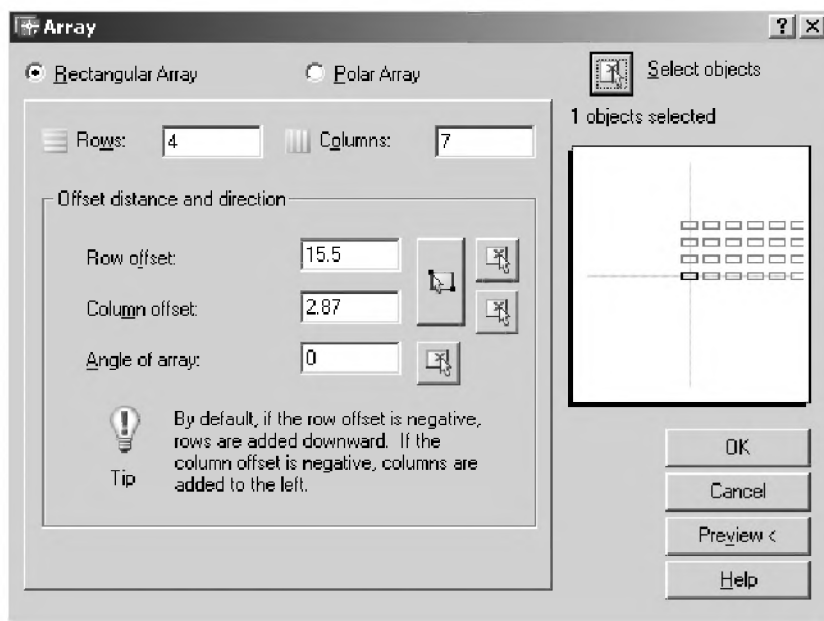 Array
Rectangular Array
Polar Array
Select objects
1 objects selected
Rows: 4
Columns: 7
Offset distance and direction
Row offset: 15.5
Column offset: 2.87
Angle of array: 0
By default, if the row offset is negative,
rows are added downward. If the
column offset is negative, columns are
added to the left.
Tip
OK
Cancel
Preview <
Help